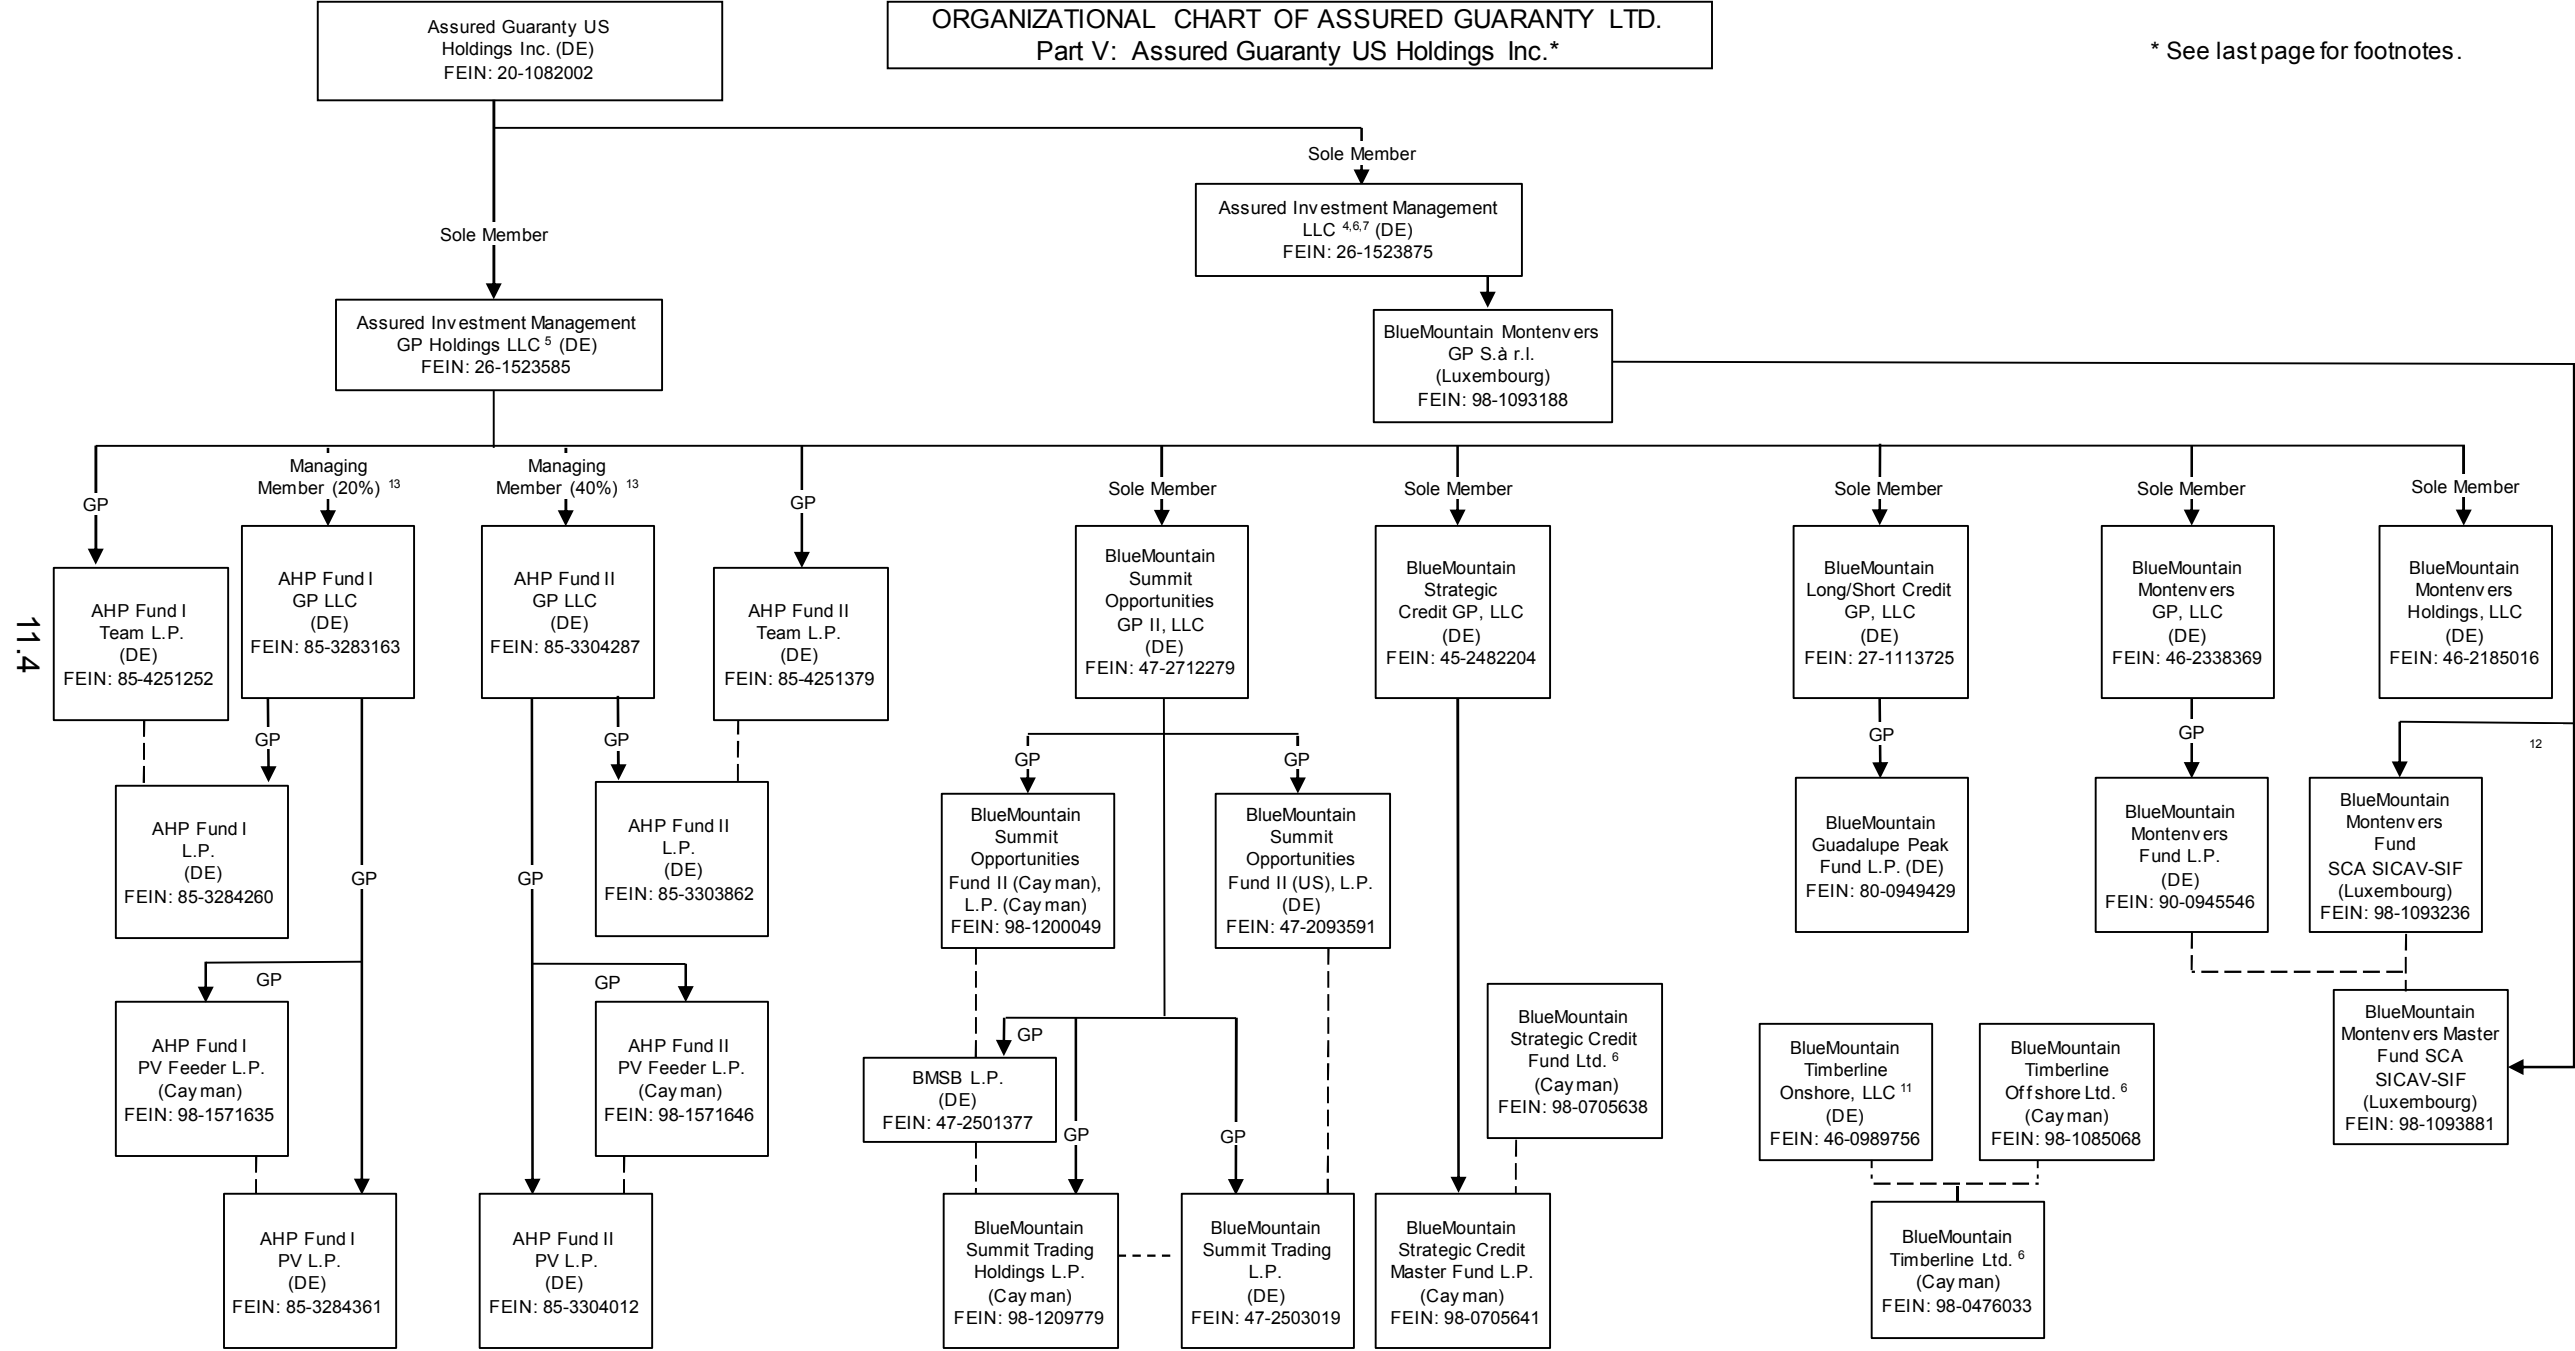 Assured Guaranty US
Holdings Inc. (DE)
FEIN: 20-1082002
ORGANIZATIONAL CHART OF ASSURED GUARANTY LTD.
Part V: Assured Guaranty US Holdings Inc.*
* See last page for footnotes.
Sole Member
Assured Investment Management
LLC 4,6,7 (DE)
FEIN: 26-1523875
Sole Member
Assured Investment Management
GP Holdings LLC 5 (DE)
FEIN: 26-1523585
BlueMountain Montenvers
GP S.à r.l.
(Luxembourg)
FEIN: 98-1093188
GP
Managing
Member (20%) 13
Managing
Member (40%) 13
GP
Sole Member
Sole Member
Sole Member
Sole Member
Sole Member
AHP Fund I
Team L.P.
(DE)
FEIN: 85-4251252
AHP Fund I
GP LLC
(DE)
FEIN: 85-3283163
AHP Fund II
GP LLC
(DE)
FEIN: 85-3304287
AHP Fund II
Team L.P.
(DE)
FEIN: 85-4251379
BlueMountain
Summit
Opportunities
GP II, LLC
(DE)
FEIN: 47-2712279
BlueMountain
Strategic
Credit GP, LLC
(DE)
FEIN: 45-2482204
BlueMountain
Long/Short Credit
GP, LLC
(DE)
FEIN: 27-1113725
BlueMountain
Montenvers
GP, LLC
(DE)
FEIN: 46-2338369
BlueMountain
Montenvers
Holdings, LLC
(DE)
FEIN: 46-2185016
11.4
GP
GP
GP
GP
GP
GP
12
AHP Fund I
L.P.
(DE)
FEIN: 85-3284260
GP
GP
AHP Fund II
L.P.
(DE)
FEIN: 85-3303862
BlueMountain
Summit
Opportunities
Fund II (Cayman),
L.P. (Cayman)
FEIN: 98-1200049
BlueMountain
Summit
Opportunities
Fund II (US), L.P.
(DE)
FEIN: 47-2093591
BlueMountain
Guadalupe Peak
Fund L.P. (DE)
FEIN: 80-0949429
BlueMountain
Montenvers
Fund L.P.
(DE)
FEIN: 90-0945546
BlueMountain
Montenvers
Fund
SCA SICAV-SIF
(Luxembourg)
FEIN: 98-1093236
GP
GP
AHP Fund I
PV Feeder L.P.
(Cayman)
FEIN: 98-1571635
AHP Fund II
PV Feeder L.P.
(Cayman)
FEIN: 98-1571646
GP
BMSB L.P.
(DE)
FEIN: 47-2501377
GP
GP
BlueMountain
Strategic Credit
Fund Ltd. 6
(Cayman)
FEIN: 98-0705638
BlueMountain
Timberline
Onshore, LLC 11
(DE)
FEIN: 46-0989756
BlueMountain
Timberline
Offshore Ltd. 6
(Cayman)
FEIN: 98-1085068
BlueMountain
Montenvers Master
Fund SCA
SICAV-SIF
(Luxembourg)
FEIN: 98-1093881
AHP Fund I
PV L.P.
(DE)
FEIN: 85-3284361
AHP Fund II
PV L.P.
(DE)
FEIN: 85-3304012
BlueMountain
Summit Trading
Holdings L.P.
(Cayman)
FEIN: 98-1209779
BlueMountain
Summit Trading
L.P.
(DE)
FEIN: 47-2503019
BlueMountain
Strategic Credit
Master Fund L.P.
(Cayman)
FEIN: 98-0705641
BlueMountain
Timberline Ltd. 6
(Cayman)
FEIN: 98-0476033